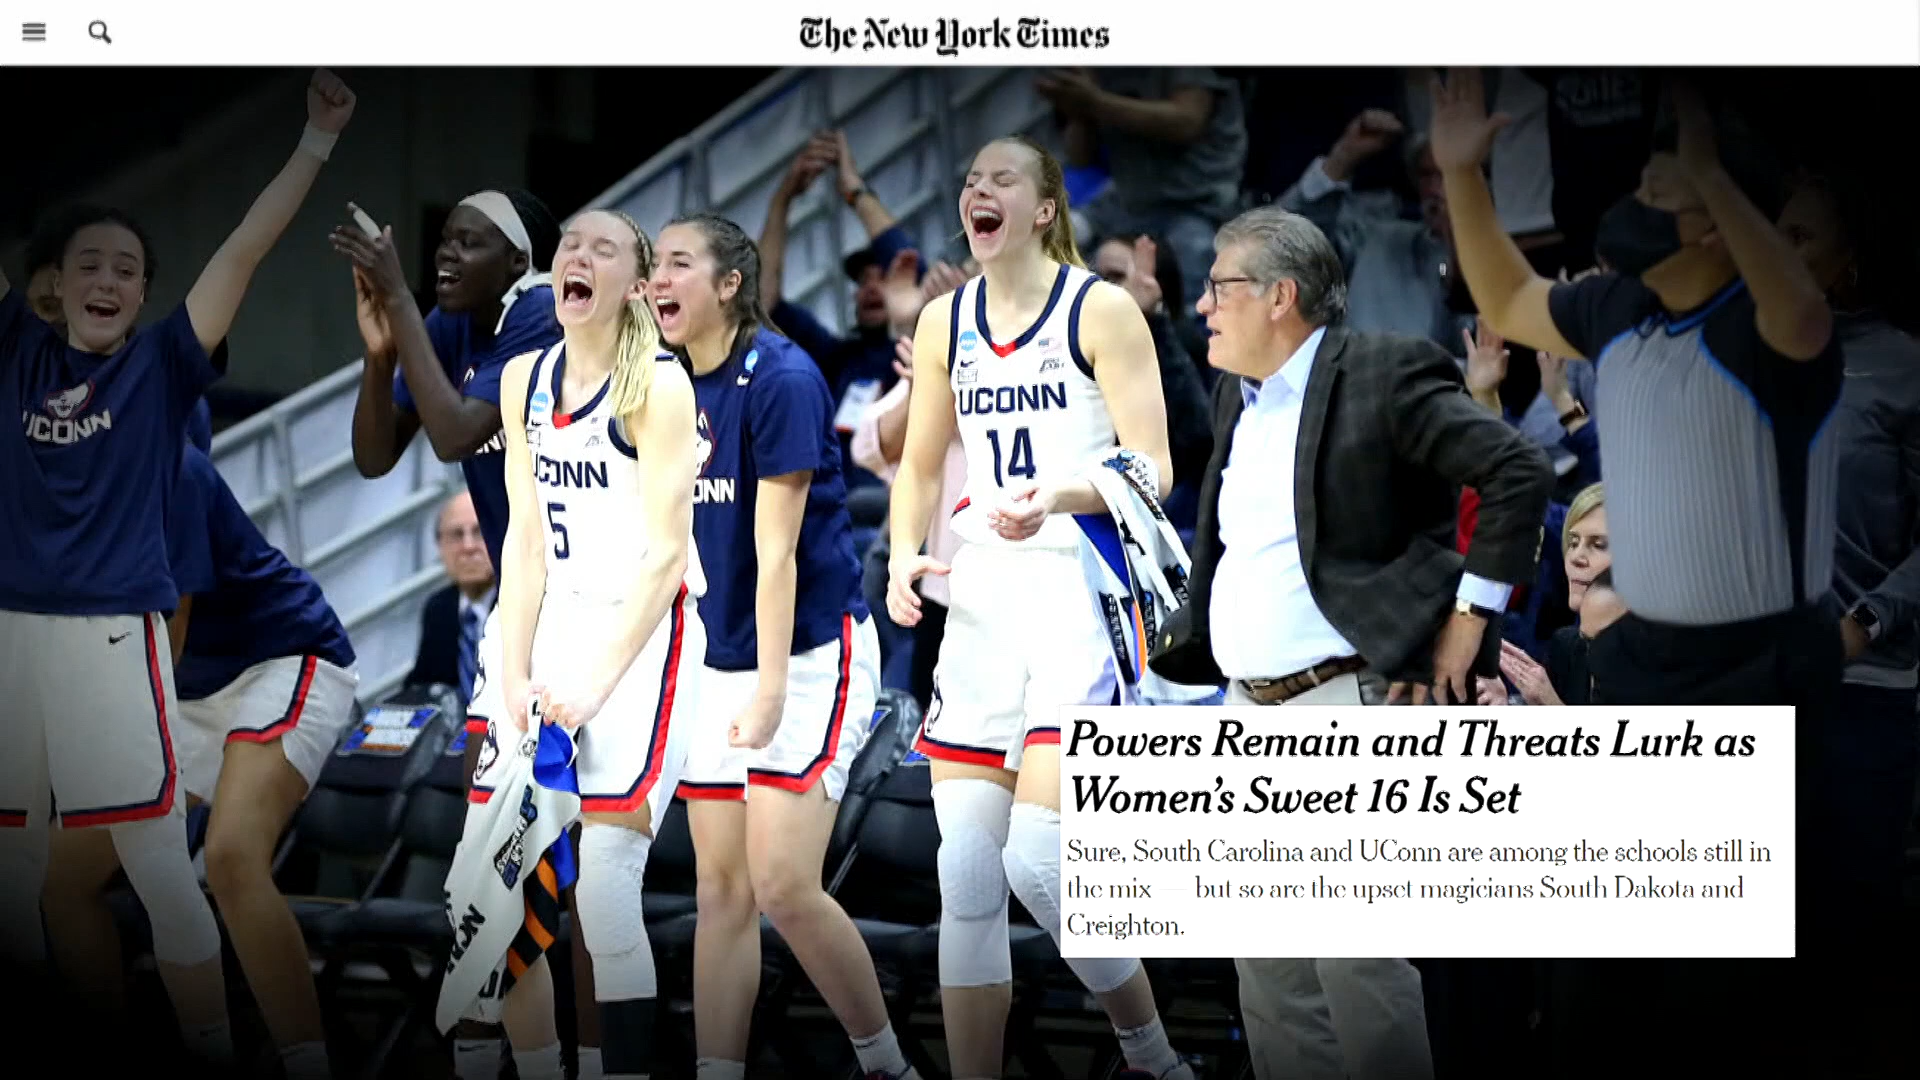 The New York Times
UCONN
UCONN
5
UCONN
14
Powers Remain and Threats Lurk as
Women's Sweet 16 Is Set
Sure, South Carolina and UConn are among the schools still in
the mix — but so are the upset magicians South Dakota and
Creighton.